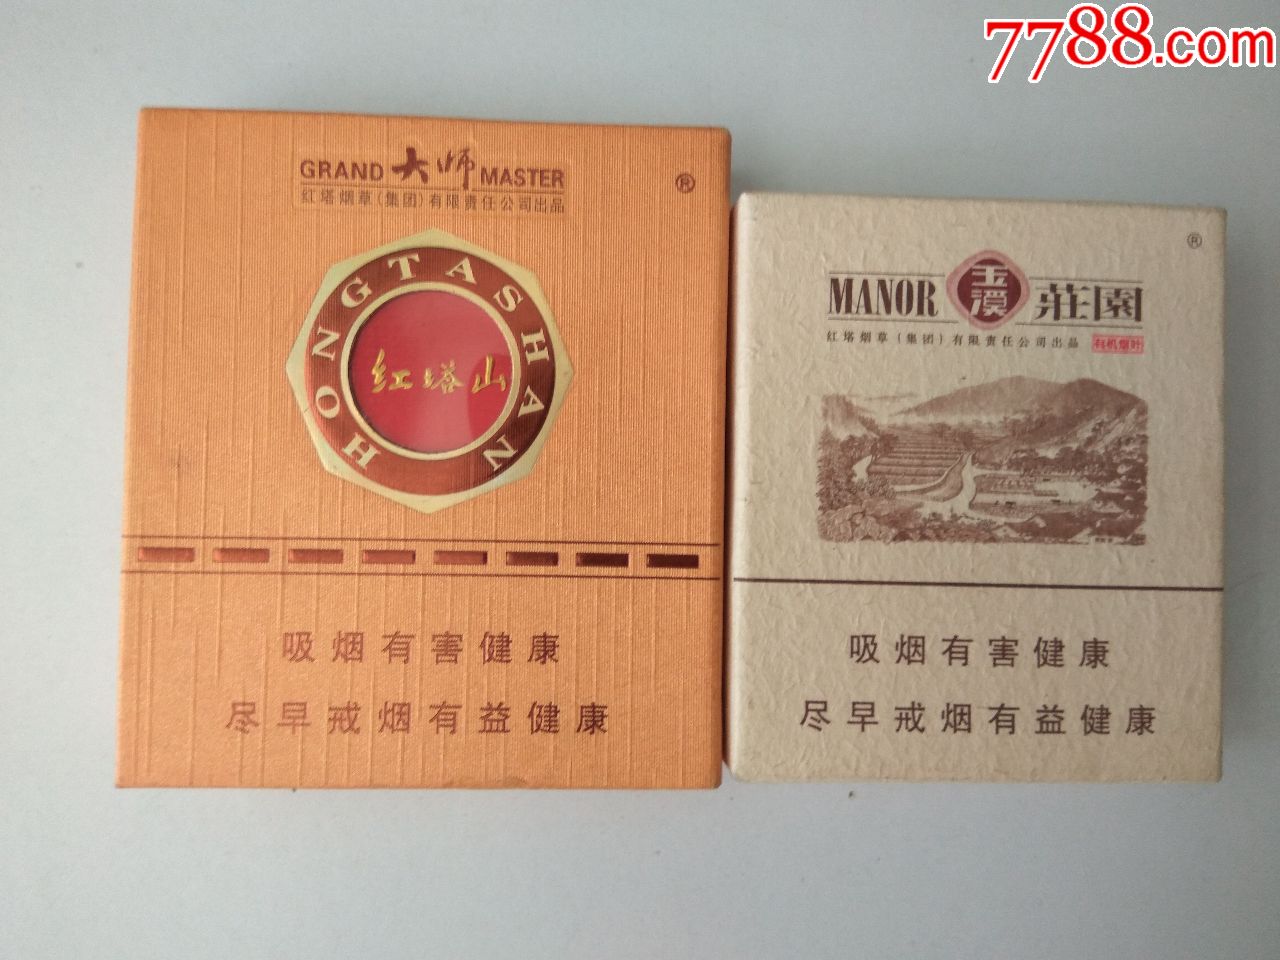 7788.com
GRAND 大师 MASTER
®
红塔烟草(集团)有限责任公司出品
HONGTASHAN
红塔山
吸烟有害健康
尽早戒烟有益健康
®
MANOR 玉溪 莊園
红塔烟草(集团)有限责任公司出品 有机烟叶
吸烟有害健康
尽早戒烟有益健康